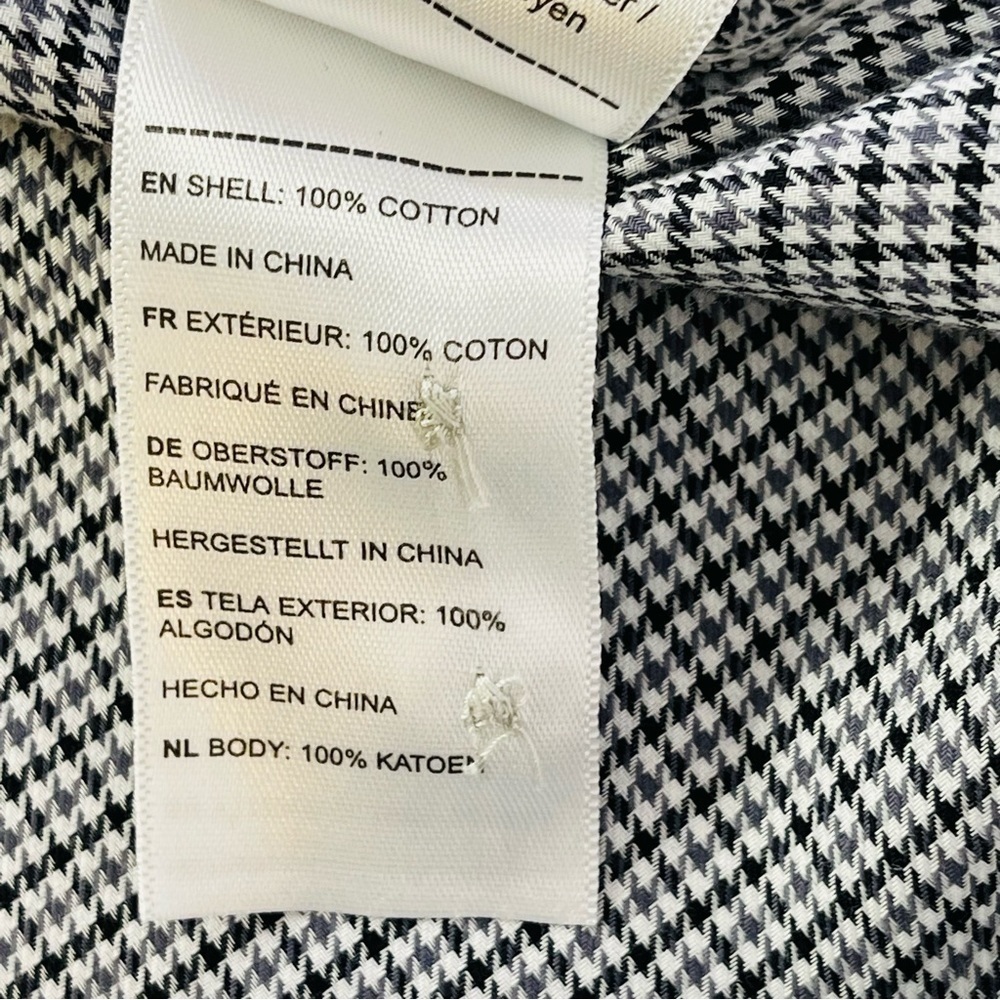 yen
EN SHELL: 100% COTTON
MADE IN CHINA
FR EXTÉRIEUR: 100% COTON
FABRIQUÉ EN CHINE
DE OBERSTOFF: 100%
BAUMWOLLE
HERGESTELLT IN CHINA
ES TELA EXTERIOR: 100%
ALGODÓN
HECHO EN CHINA
NL BODY: 100% KATOEN